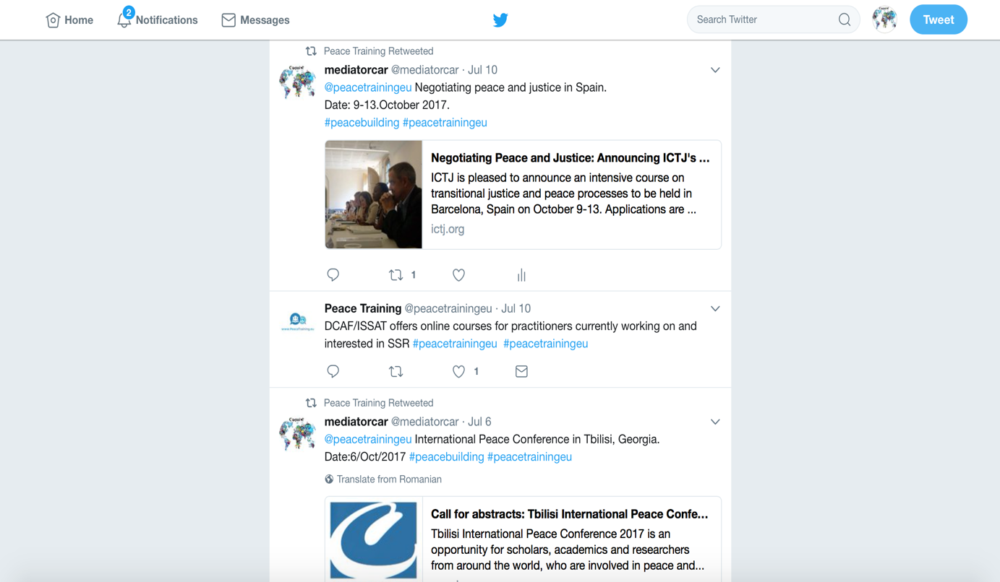 Home
2
Notifications
Messages
Search Twitter
Tweet
Peace Training Retweeted
mediatorcar @mediatorcar · Jul 10
@peacetrainingeu Negotiating peace and justice in Spain.
Date: 9-13.October 2017.
#peacebuilding #peacetrainingeu
Negotiating Peace and Justice: Announcing ICTJ's ...
ICTJ is pleased to announce an intensive course on
transitional justice and peace processes to be held in
Barcelona, Spain on October 9-13. Applications are ...
ictj.org
1
Peace Training @peacetrainingeu · Jul 10
www.PeaceTraining.eu
DCAF/ISSAT offers online courses for practitioners currently working on and
interested in SSR #peacetrainingeu #peacetrainingeu
1
Peace Training Retweeted
mediatorcar @mediatorcar · Jul 6
@peacetrainingeu International Peace Conference in Tbilisi, Georgia.
Date:6/Oct/2017 #peacebuilding #peacetrainingeu
Translate from Romanian
Call for abstracts: Tbilisi International Peace Confe...
Tbilisi International Peace Conference 2017 is an
opportunity for scholars, academics and researchers
from around the world, who are involved in peace and...